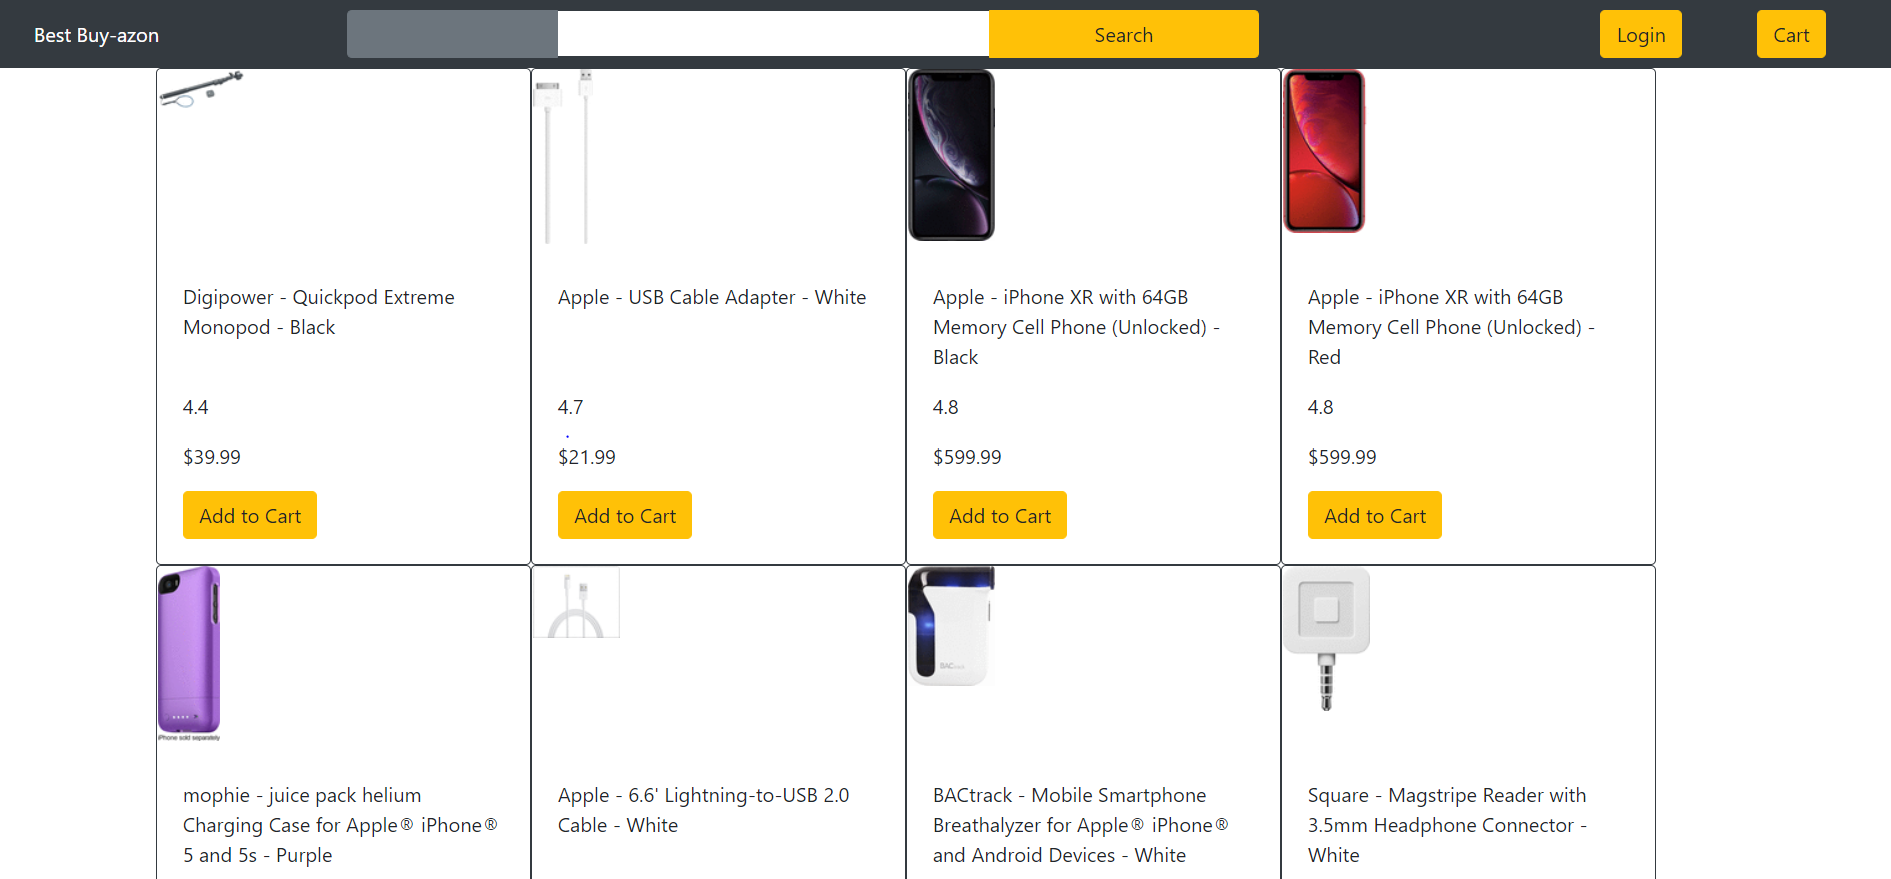 Best Buy-azon
Search
Login
Cart
Digipower - Quickpod Extreme
Monopod - Black
4.4
$39.99
Add to Cart
Apple - USB Cable Adapter - White
4.7
$21.99
Add to Cart
Apple - iPhone XR with 64GB
Memory Cell Phone (Unlocked) -
Black
4.8
$599.99
Add to Cart
Apple - iPhone XR with 64GB
Memory Cell Phone (Unlocked) -
Red
4.8
$599.99
Add to Cart
iPhone sold separately
mophie - juice pack helium
Charging Case for Apple® iPhone®
5 and 5s - Purple
Apple - 6.6' Lightning-to-USB 2.0
Cable - White
BACtrack
BACtrack - Mobile Smartphone
Breathalyzer for Apple® iPhone®
and Android Devices - White
Square - Magstripe Reader with
3.5mm Headphone Connector -
White